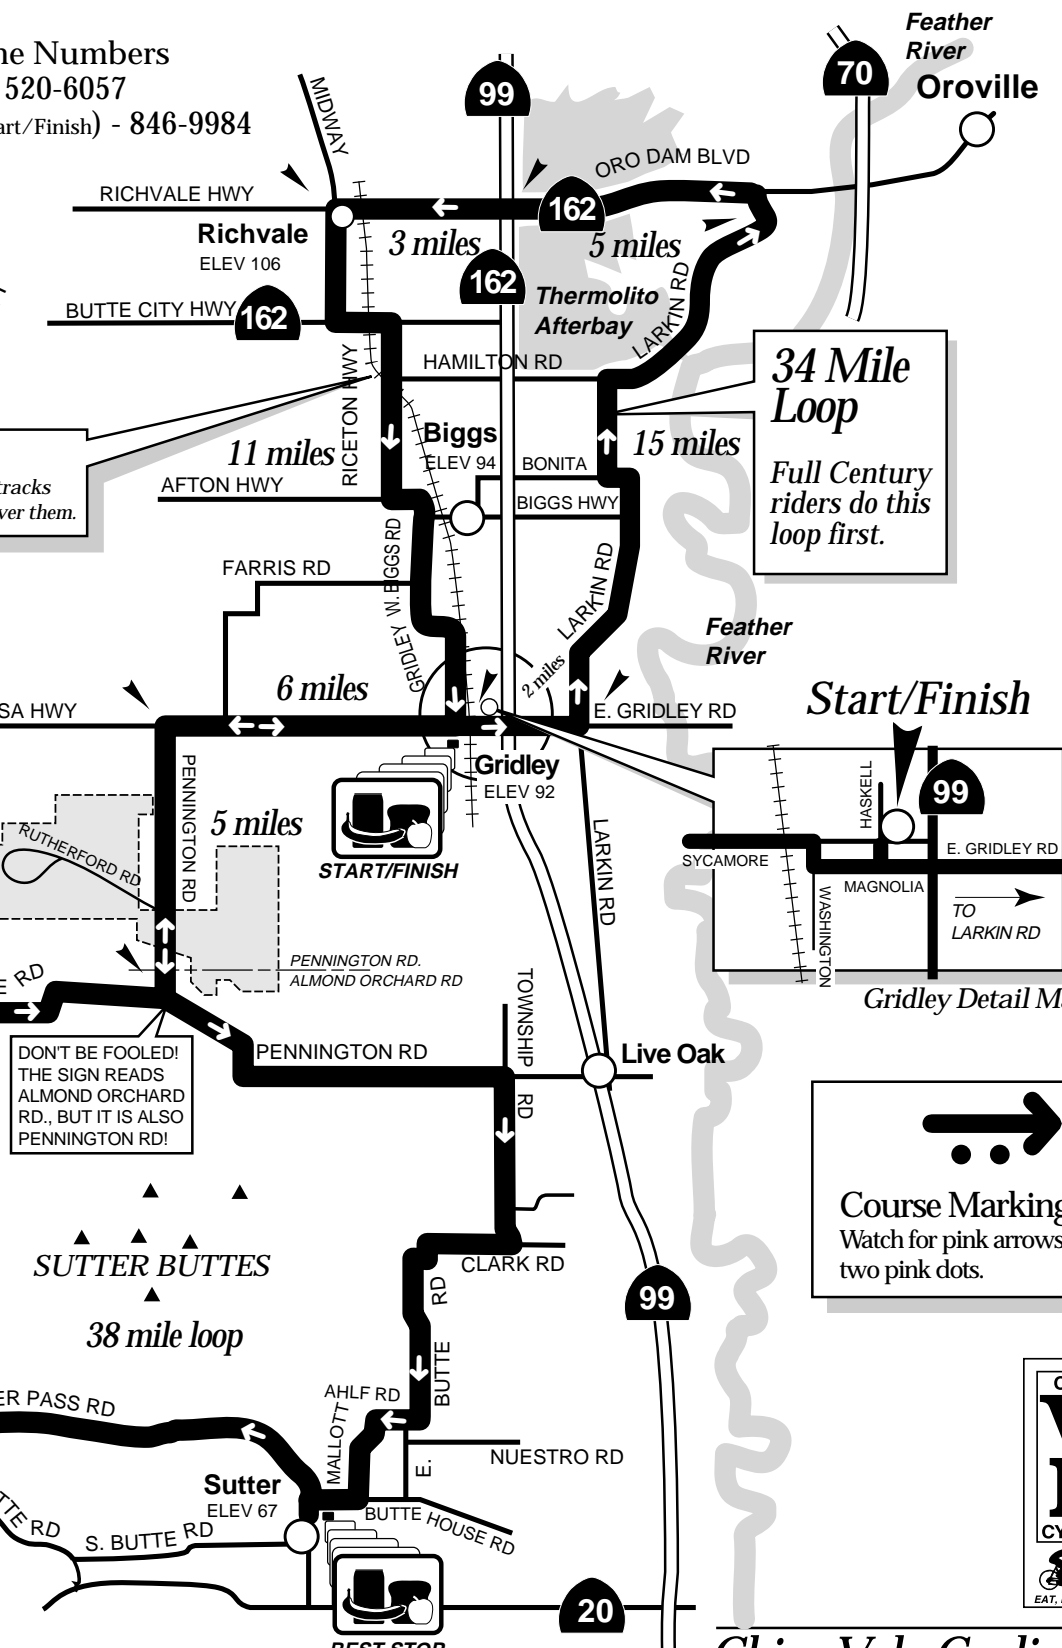 ne Numbers
520-6057
art/Finish) - 846-9984
Feather
River
Oroville
70
99
MIDWAY
ORO DAM BLVD
RICHVALE HWY
162
Richvale
ELEV 106
3 miles
5 miles
162
Thermolito
Afterbay
LARKIN RD
BUTTE CITY HWY
162
HAMILTON RD
RICETON HWY
34 Mile
Loop
Full Century
riders do this
loop first.
11 miles
Biggs
ELEV 94
BONITA
15 miles
tracks
ver them.
AFTON HWY
BIGGS HWY
GRIDLEY W. BIGGS RD
FARRIS RD
LARKIN RD
Feather
River
2 miles
6 miles
SA HWY
E. GRIDLEY RD
Start/Finish
Gridley
ELEV 92
PENNINGTON RD
5 miles
START/FINISH
RUTHERFORD RD
LARKIN RD
HASKELL
99
SYCAMORE
E. GRIDLEY RD
MAGNOLIA
WASHINGTON
TO
LARKIN RD
Gridley Detail Ma
PENNINGTON RD.
ALMOND ORCHARD RD
E RD
TOWNSHIP RD
DON'T BE FOOLED!
THE SIGN READS
ALMOND ORCHARD
RD., BUT IT IS ALSO
PENNINGTON RD!
PENNINGTON RD
Live Oak
Course Marking
Watch for pink arrows
two pink dots.
SUTTER BUTTES
38 mile loop
CLARK RD
99
E. BUTTE RD
ER PASS RD
AHLF RD
MALLOTT
NUESTRO RD
Sutter
ELEV 67
BUTTE HOUSE RD
TTE RD
S. BUTTE RD
20
CY
EAT,
REST STOP